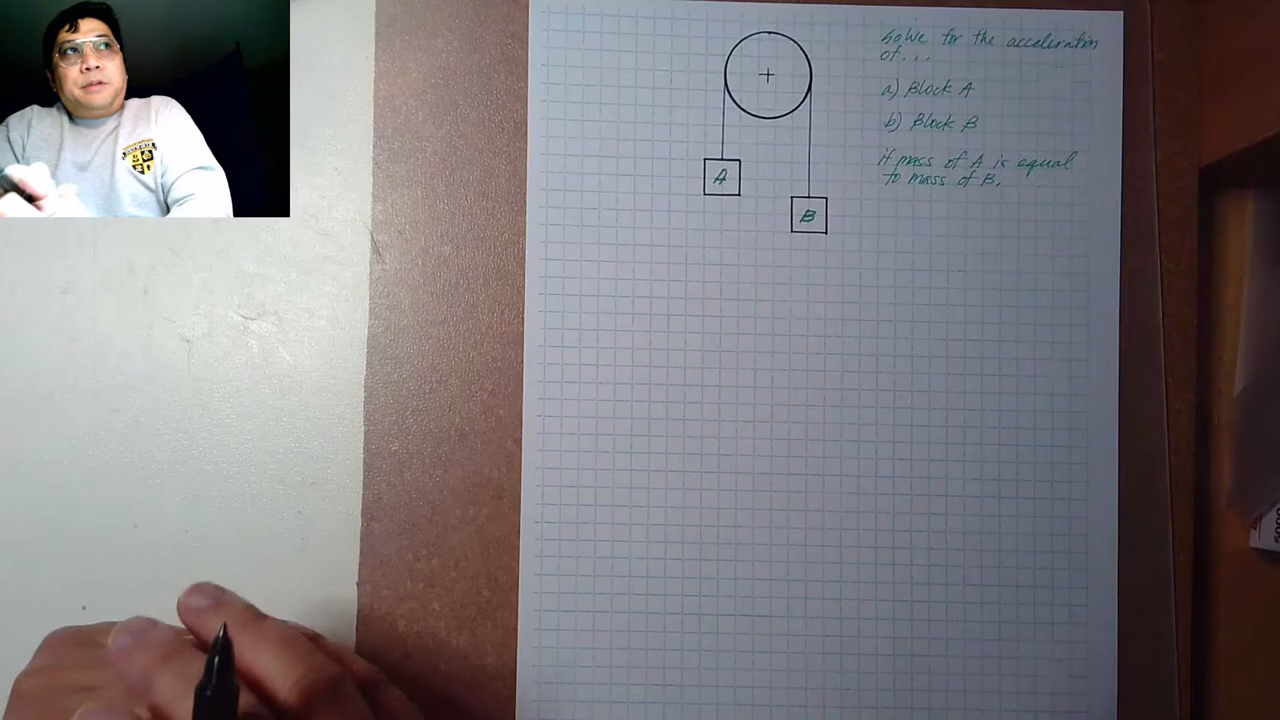 Solve for the acceleration
of...
a) Block A
b) Block B
if mass of A is equal
to mass of B.
A
B